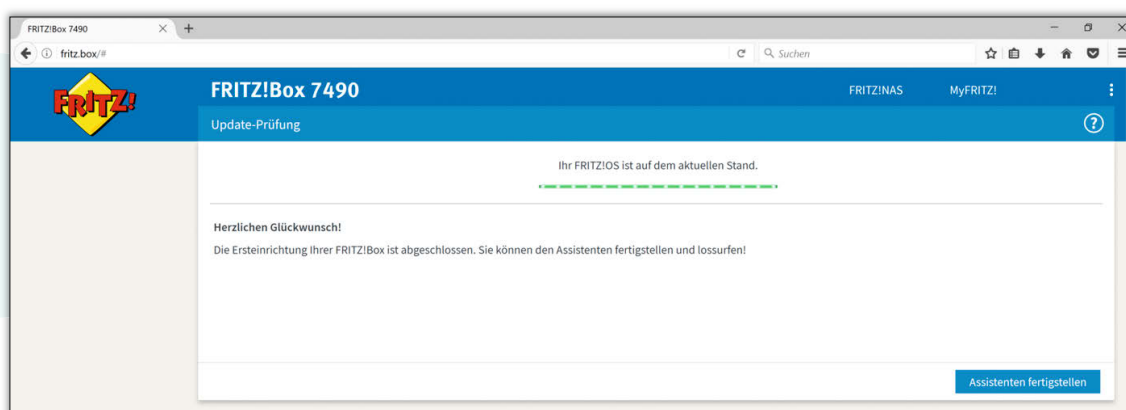 FRITZ!Box 7490
fritz.box/#
Suchen
FRITZ!
FRITZ!Box 7490
FRITZ!NAS
MyFRITZ!
Update-Prüfung
Ihr FRITZ!OS ist auf dem aktuellen Stand.
Herzlichen Glückwunsch!
Die Ersteinrichtung Ihrer FRITZ!Box ist abgeschlossen. Sie können den Assistenten fertigstellen und lossurfen!
Assistenten fertigstellen